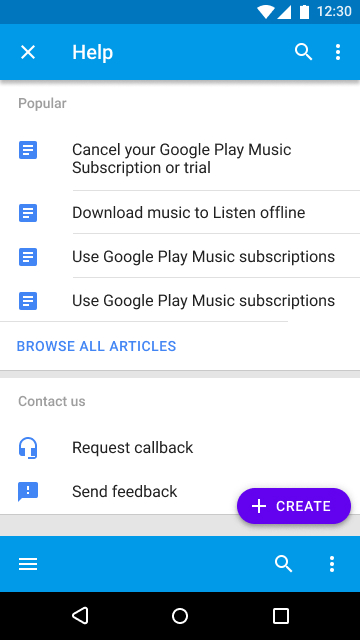 12:30
Help
Popular
Cancel your Google Play Music
Subscription or trial
Download music to Listen offline
Use Google Play Music subscriptions
Use Google Play Music subscriptions
BROWSE ALL ARTICLES
Contact us
Request callback
Send feedback
CREATE